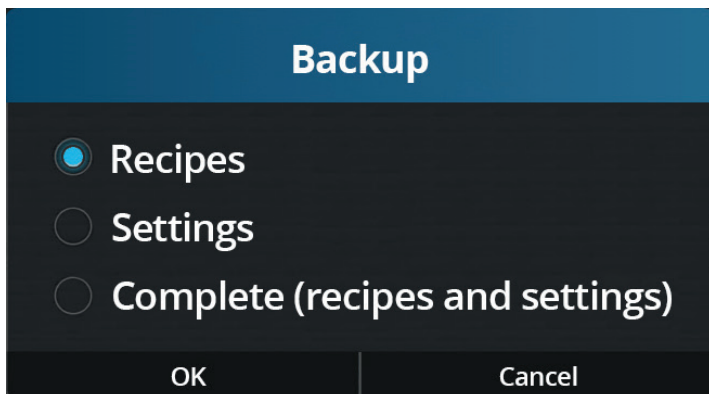 Backup
Recipes
Settings
Complete (recipes and settings)
OK
Cancel